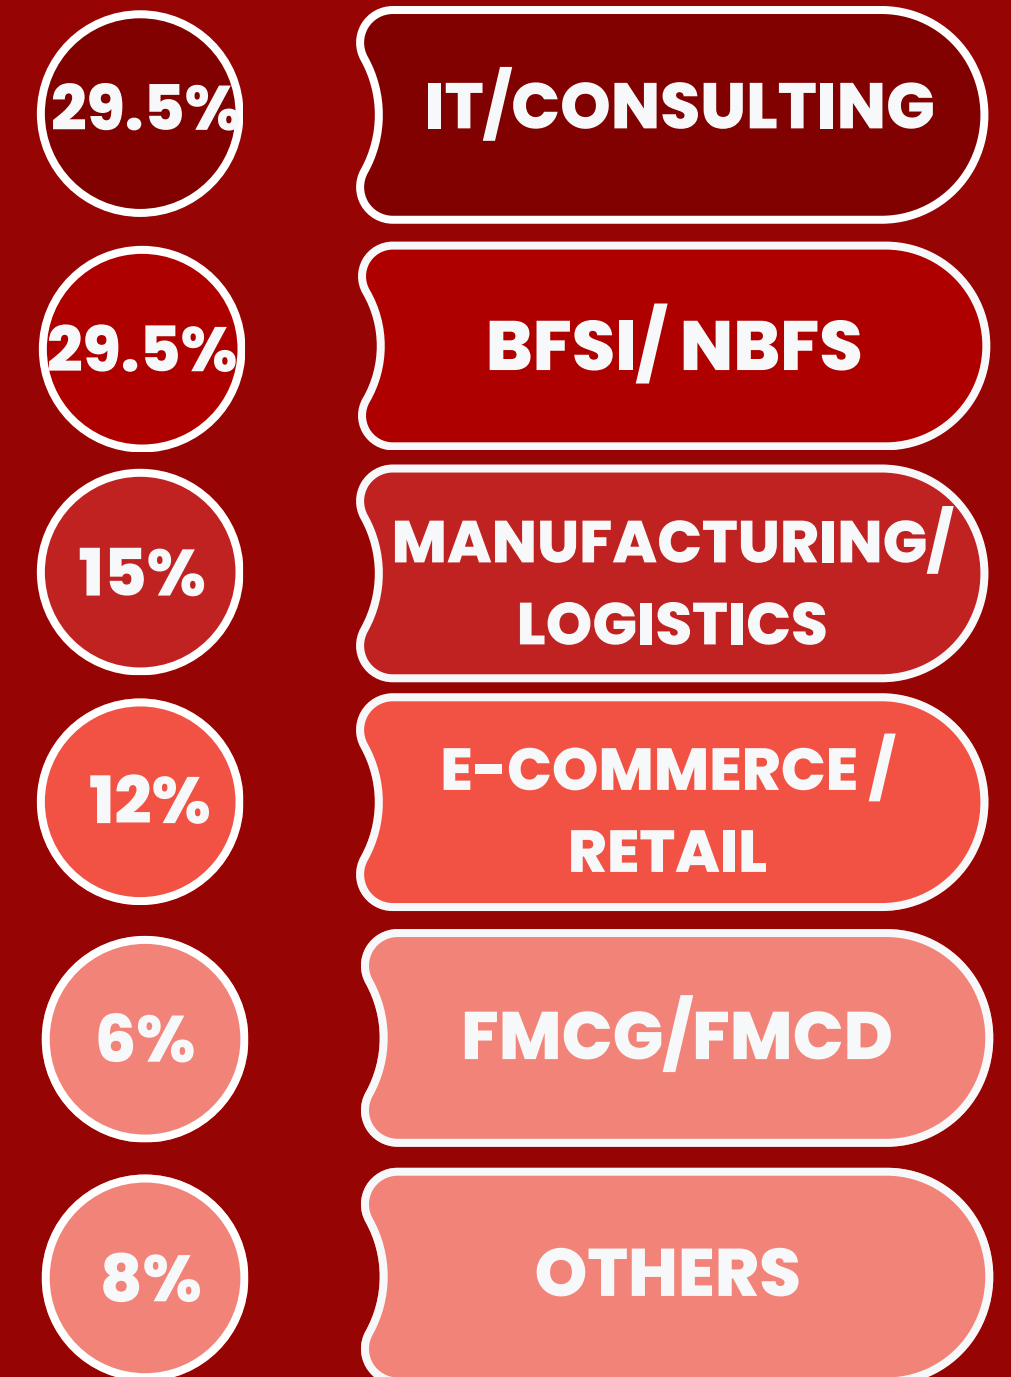 29.5% IT/CONSULTING
29.5% BFSI/ NBFS
15% MANUFACTURING/
LOGISTICS
12% E-COMMERCE /
RETAIL
6% FMCG/FMCD
8% OTHERS